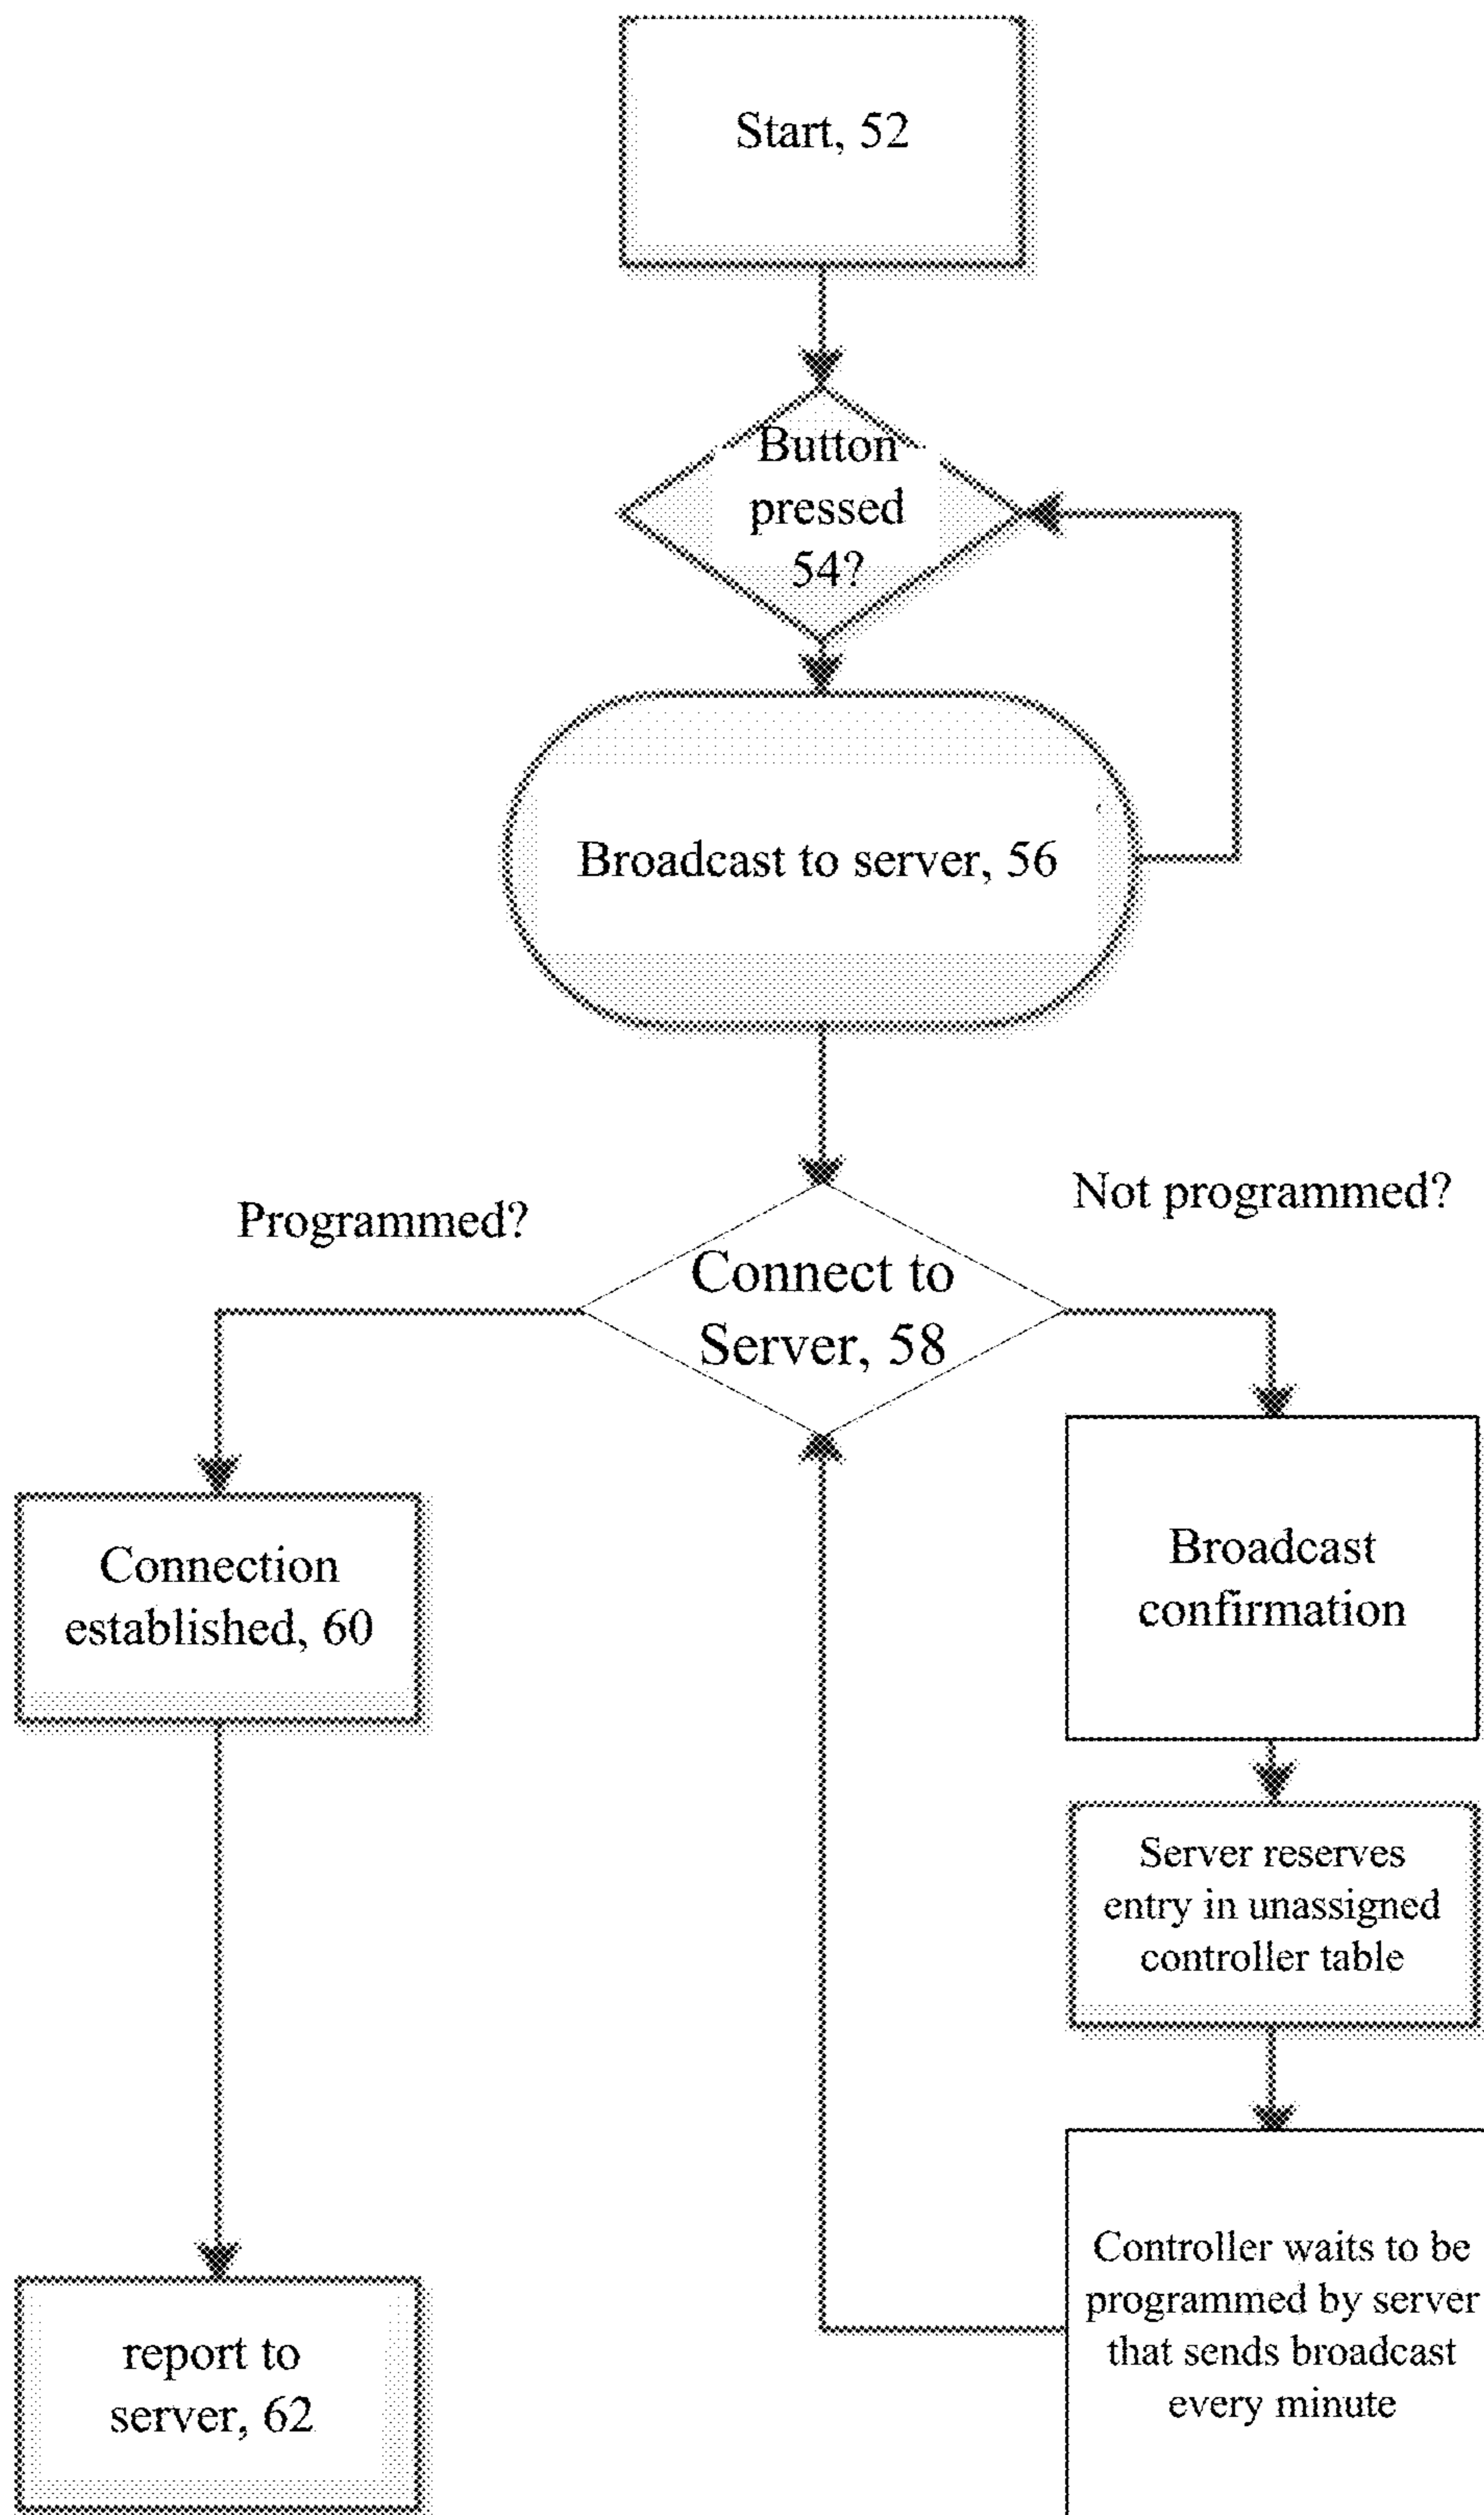 Start, 52
Button
pressed
54?
Broadcast to server, 56
Programmed?
Not programmed?
Connect to
Server, 58
Connection
established, 60
Broadcast
confirmation
Server reserves
entry in unassigned
controller table
report to
server, 62
Controller waits to be
programmed by server
that sends broadcast
every minute